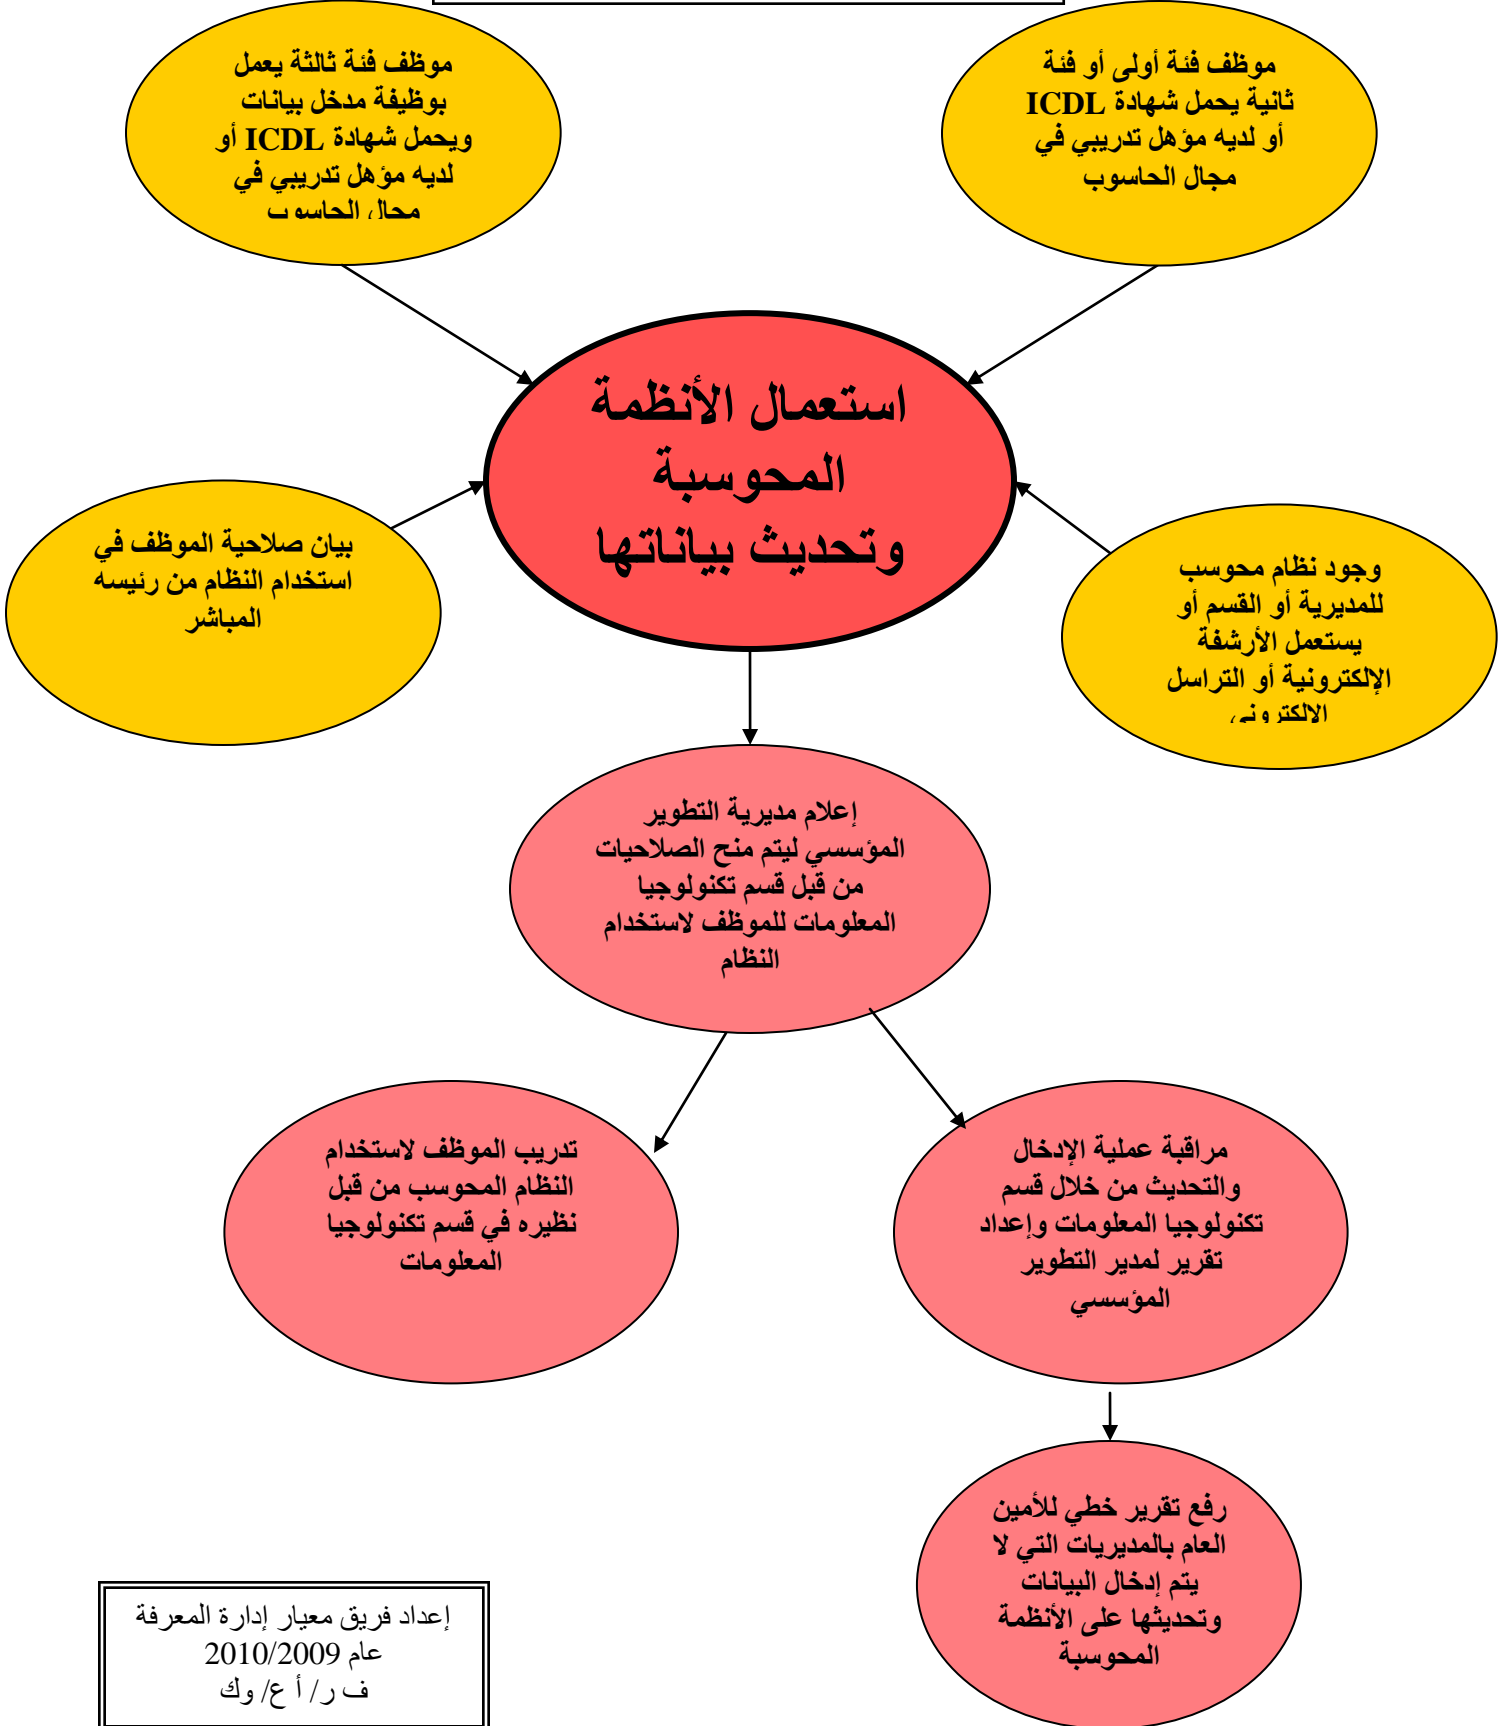 موظف فئة أولى أو فئة
ثانية يحمل شهادة ICDL
أو لديه مؤهل تدريبي في
مجال الحاسوب
موظف فئة ثالثة يعمل
بوظيفة مدخل بيانات
ويحمل شهادة ICDL أو
لديه مؤهل تدريبي في
مجال الحاسوب
استعمال الأنظمة
المحوسبة
وتحديث بياناتها
وجود نظام محوسب
للمديرية أو القسم أو
يستعمل الأرشفة
الإلكترونية أو التراسل
الالكتروني
بيان صلاحية الموظف في
استخدام النظام من رئيسه
المباشر
إعلام مديرية التطوير
المؤسسي ليتم منح الصلاحيات
من قبل قسم تكنولوجيا
المعلومات للموظف لاستخدام
النظام
مراقبة عملية الإدخال
والتحديث من خلال قسم
تكنولوجيا المعلومات وإعداد
تقرير لمدير التطوير
المؤسسي
تدريب الموظف لاستخدام
النظام المحوسب من قبل
نظيره في قسم تكنولوجيا
المعلومات
رفع تقرير خطي للأمين
العام بالمديريات التي لا
يتم إدخال البيانات
وتحديثها على الأنظمة
المحوسبة
إعداد فريق معيار إدارة المعرفة
عام 2010/2009
ف ر/ أ ع/ وك